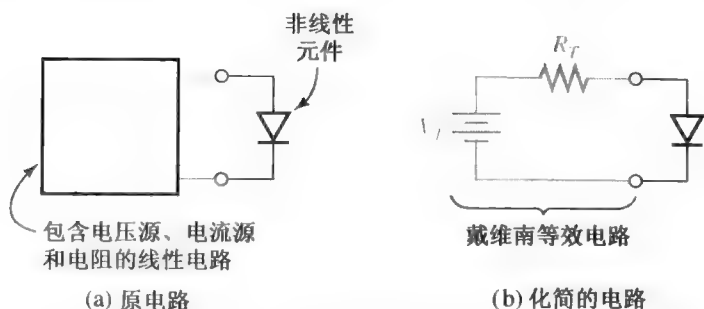 非线性
元件
包含电压源、电流源
和电阻的线性电路
(a) 原电路
R_T
戴维南等效电路
(b) 化简的电路